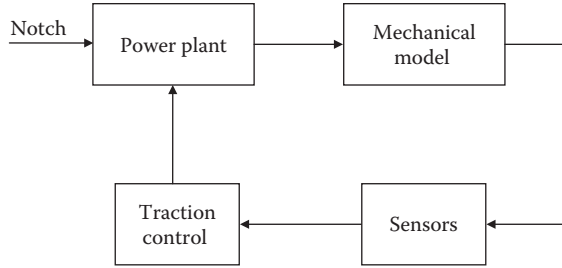 Notch
Power plant
Mechanical
model
Traction
control
Sensors